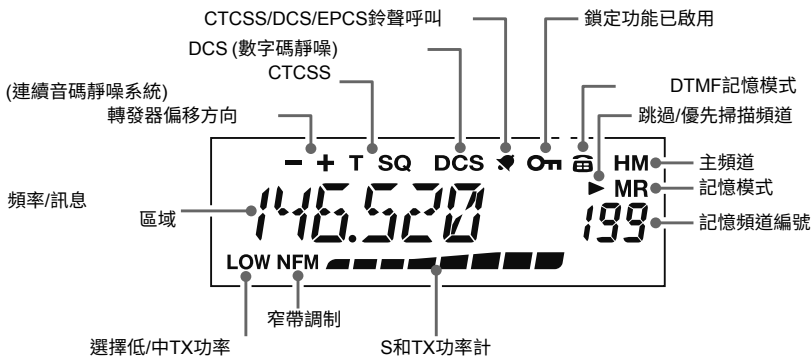 CTCSS/DCS/EPCS鈴聲呼叫
鎖定功能已啟用
DCS (數字碼靜噪)
CTCSS
(連續音碼靜噪系統)
DTMF記憶模式
轉發器偏移方向
跳過/優先掃描頻道
- + T SQ DCS HM
主頻道
MR
記憶模式
頻率/訊息
區域
146.520
199
記憶頻道編號
LOW NFM
窄帶調制
選擇低/中TX功率
S和TX功率計